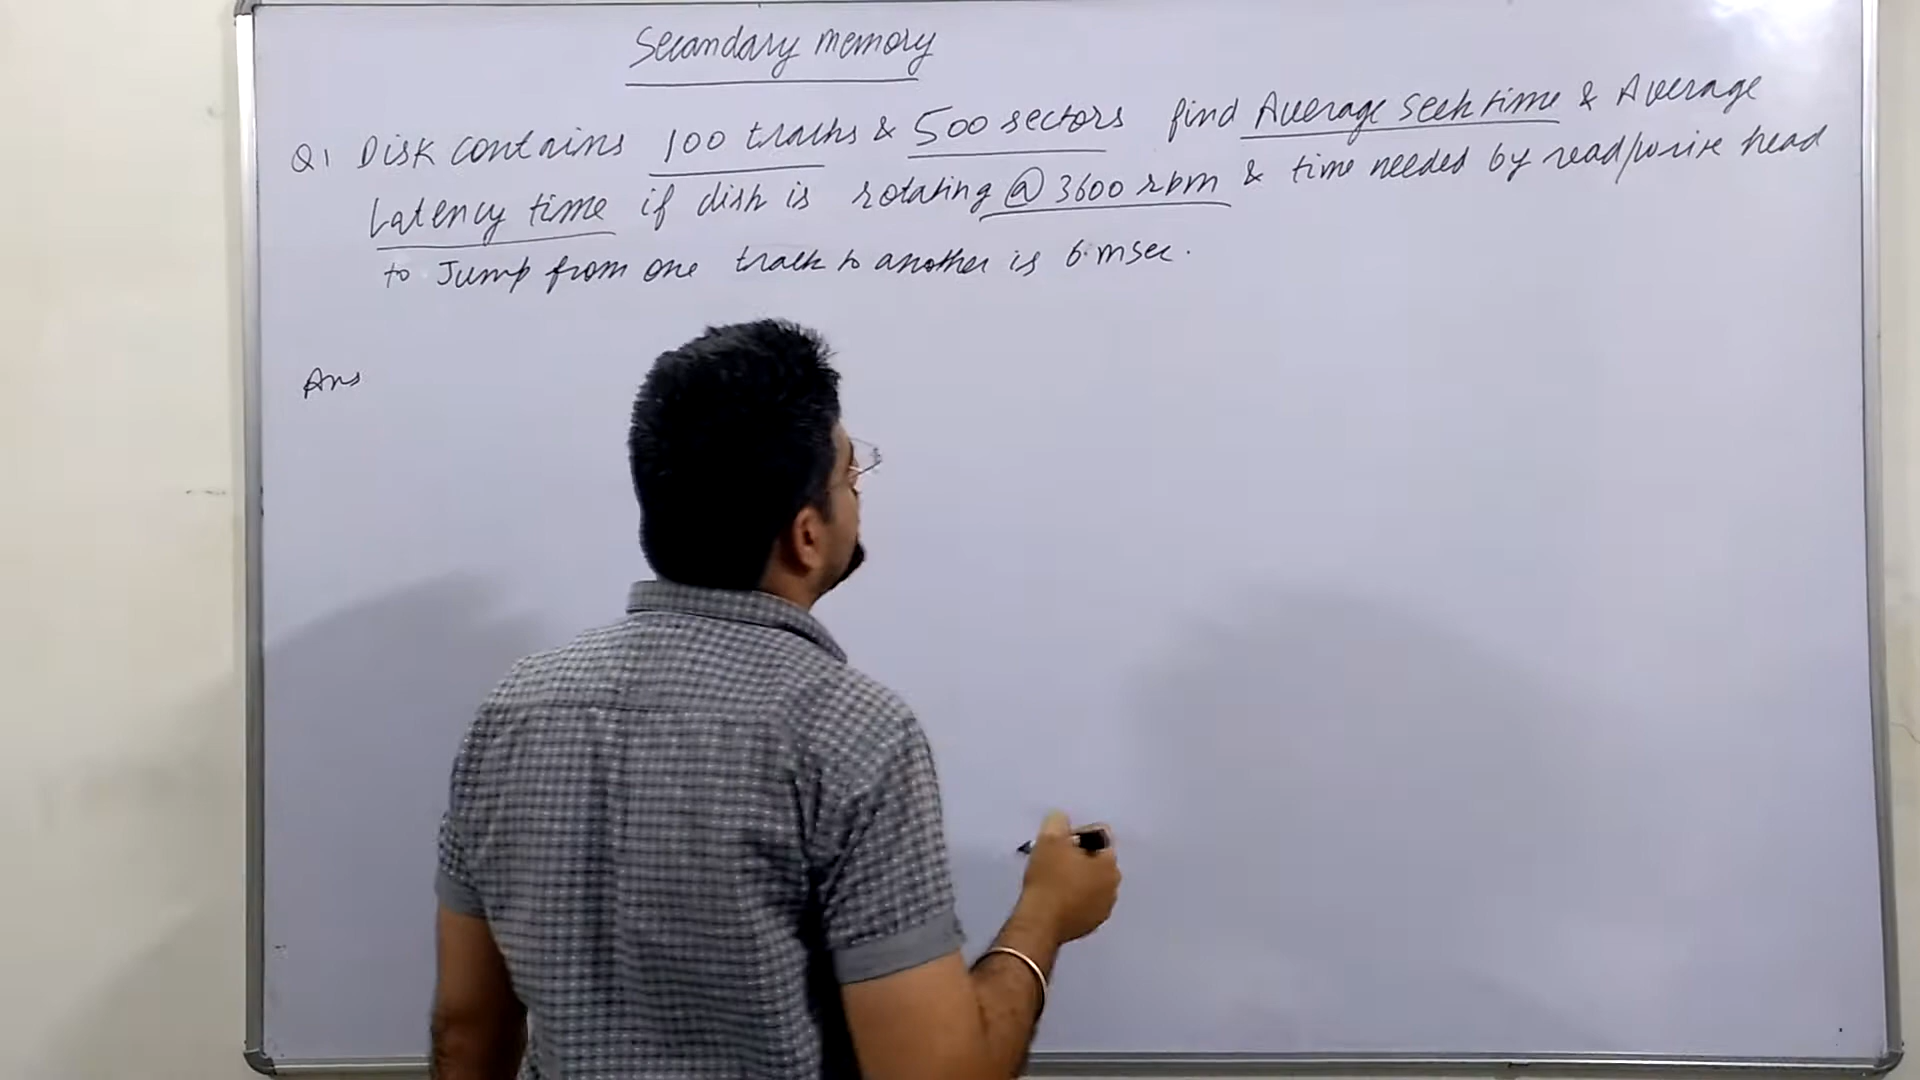 Secondary memory
Q1 Disk contains 100 tracks & 500 sectors find Average Seek time & Average
Latency time if disk is rotating @ 3600 rpm & time needed by read/write head
to Jump from one track to another is 6 msec.
Ans